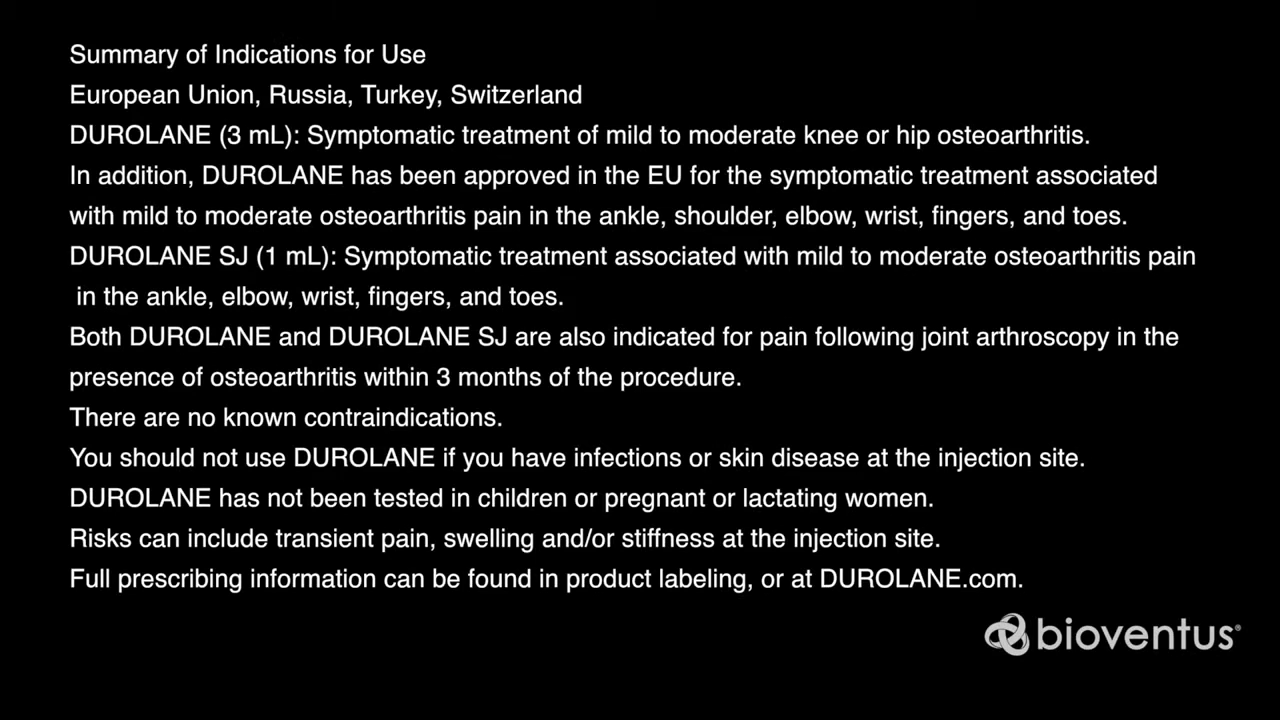 Summary of Indications for Use
European Union, Russia, Turkey, Switzerland
DUROLANE (3 mL): Symptomatic treatment of mild to moderate knee or hip osteoarthritis.
In addition, DUROLANE has been approved in the EU for the symptomatic treatment associated
with mild to moderate osteoarthritis pain in the ankle, shoulder, elbow, wrist, fingers, and toes.
DUROLANE SJ (1 mL): Symptomatic treatment associated with mild to moderate osteoarthritis pain
in the ankle, elbow, wrist, fingers, and toes.
Both DUROLANE and DUROLANE SJ are also indicated for pain following joint arthroscopy in the
presence of osteoarthritis within 3 months of the procedure.
There are no known contraindications.
You should not use DUROLANE if you have infections or skin disease at the injection site.
DUROLANE has not been tested in children or pregnant or lactating women.
Risks can include transient pain, swelling and/or stiffness at the injection site.
Full prescribing information can be found in product labeling, or at DUROLANE.com.
bioventus®